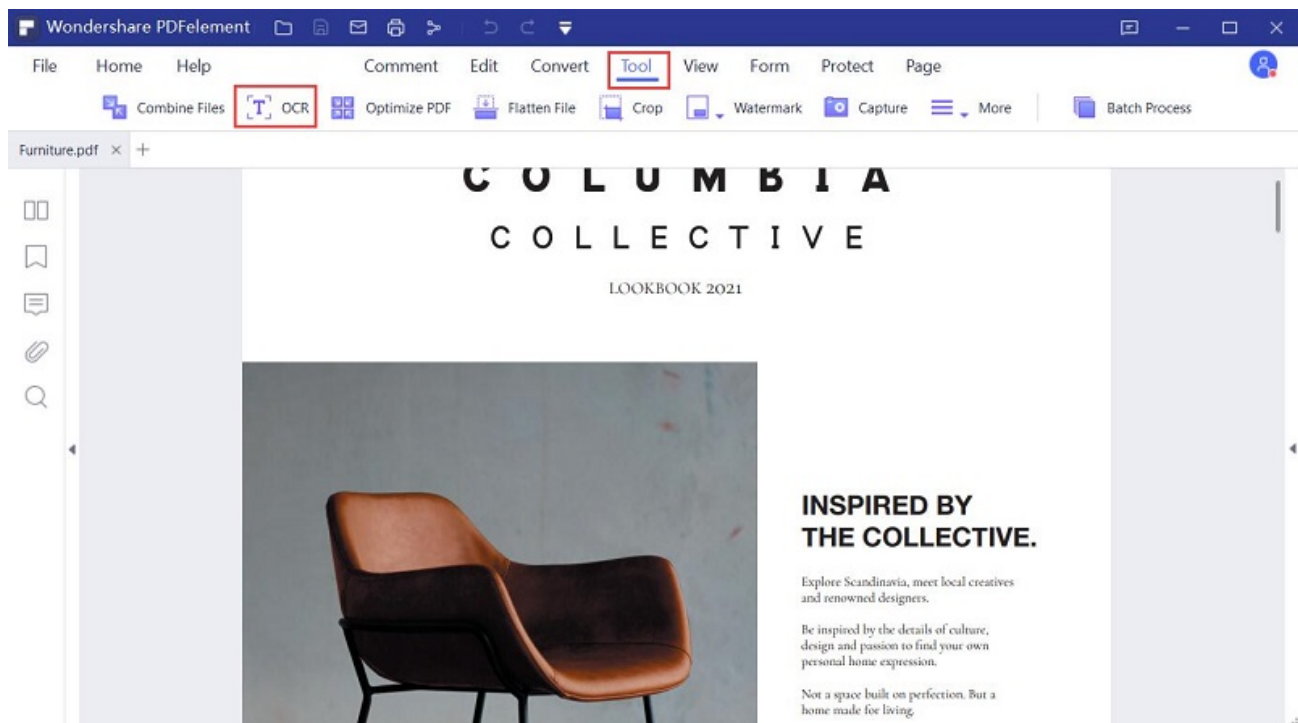 Wondershare PDFelement
File Home Help Comment Edit Convert Tool View Form Protect Page
Combine Files OCR Optimize PDF Flatten File Crop Watermark Capture More Batch Process
Furniture.pdf
COLUMBIA
COLLECTIVE
LOOKBOOK 2021
INSPIRED BY
THE COLLECTIVE.
Explore Scandinavia, meet local creatives
and renowned designers.
Be inspired by the details of culture,
design and passion to find your own
personal home expression.
Not a space built on perfection. But a
home made for living.